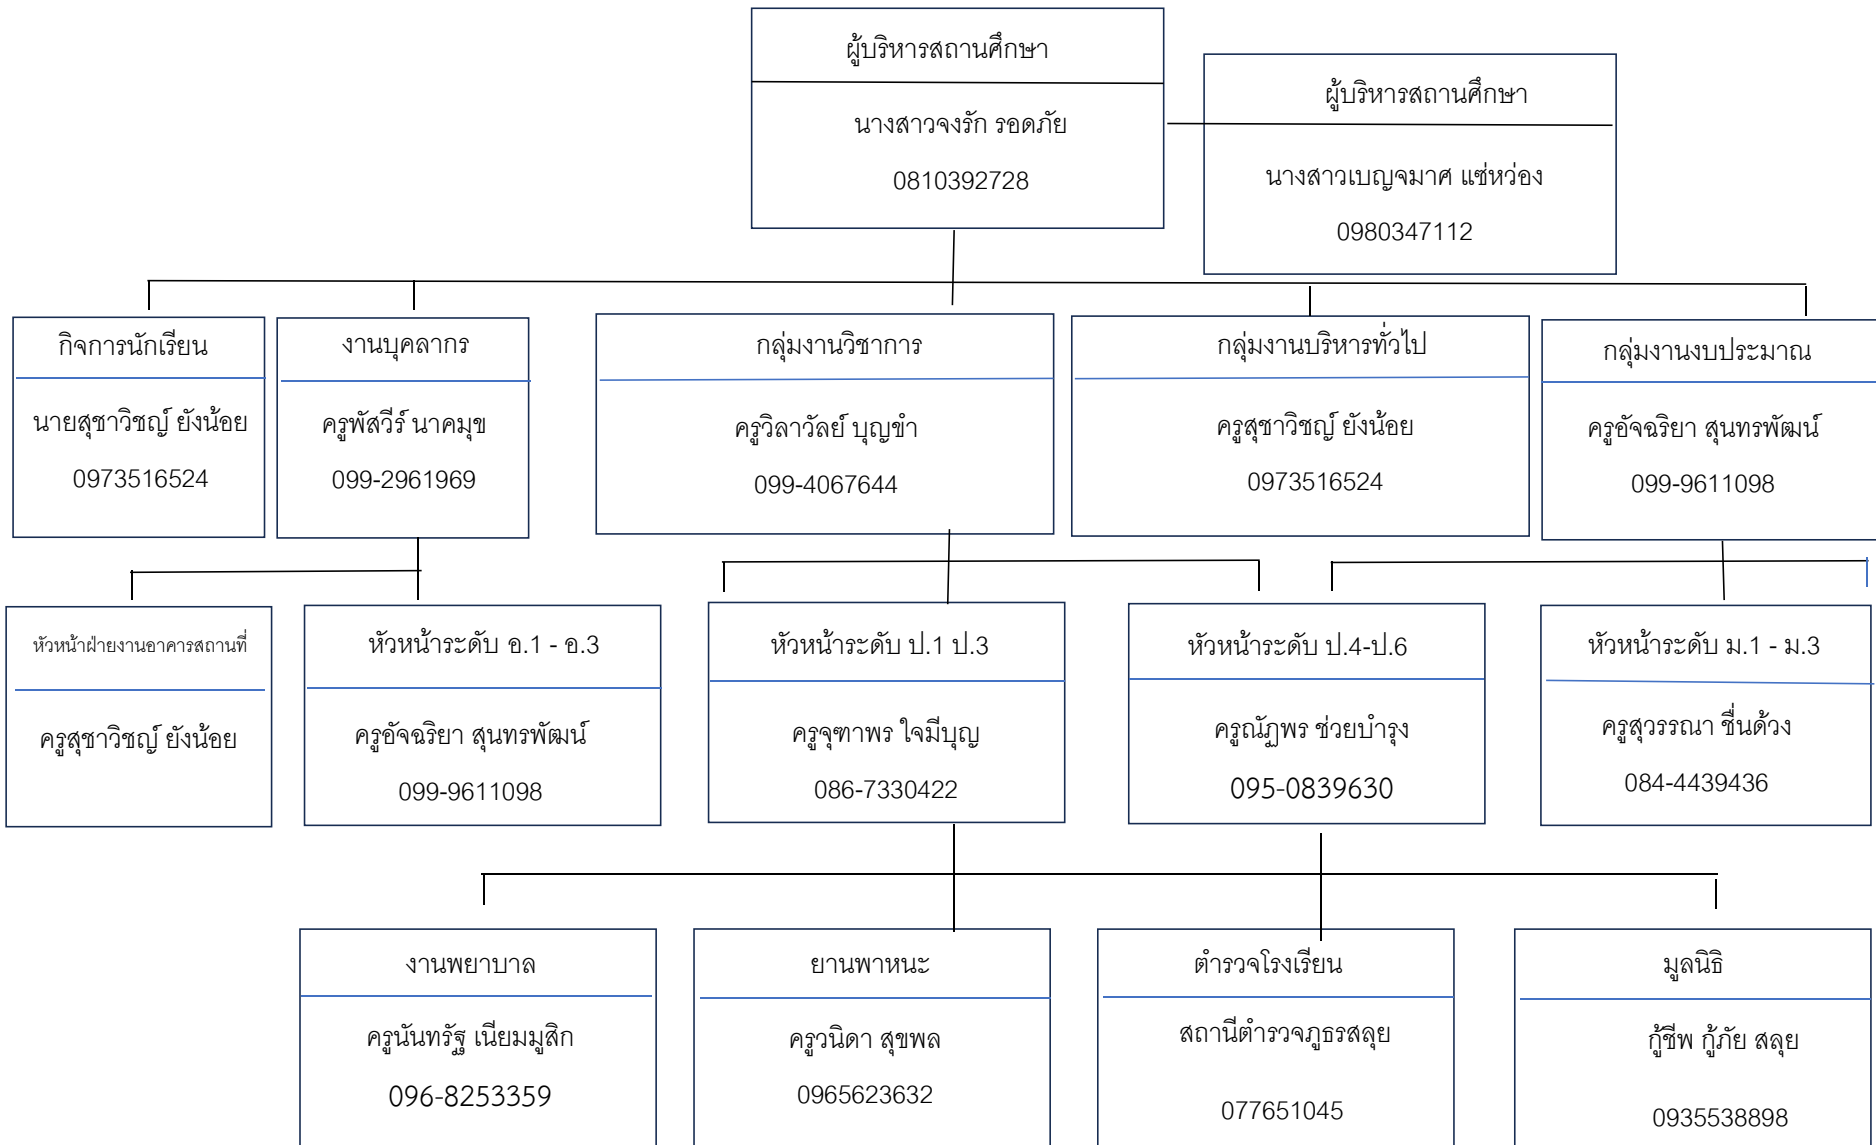 ผู้บริหารสถานศึกษา
นางสาวจงรัก รอดภัย
0810392728
ผู้บริหารสถานศึกษา
นางสาวเบญจมาศ แซ่หว่อง
0980347112
กิจการนักเรียน
นายสุชาวิชญ์ ยังน้อย
0973516524
งานบุคลากร
ครูพัสวีร์ นาคมุข
099-2961969
กลุ่มงานวิชาการ
ครูวิลาวัลย์ บุญขำ
099-4067644
กลุ่มงานบริหารทั่วไป
ครูสุชาวิชญ์ ยังน้อย
0973516524
กลุ่มงานงบประมาณ
ครูอัจฉริยา สุนทรพัฒน์
099-9611098
หัวหน้าฝ่ายงานอาคารสถานที่
ครูสุชาวิชญ์ ยังน้อย
หัวหน้าระดับ อ.1 - อ.3
ครูอัจฉริยา สุนทรพัฒน์
099-9611098
หัวหน้าระดับ ป.1 ป.3
ครูจุฑาพร ใจมีบุญ
086-7330422
หัวหน้าระดับ ป.4-ป.6
ครูณัฏพร ช่วยบำรุง
095-0839630
หัวหน้าระดับ ม.1 - ม.3
ครูสุวรรณา ชื่นด้วง
084-4439436
งานพยาบาล
ครูนันทรัฐ เนียมมูสิก
096-8253359
ยานพาหนะ
ครูวนิดา สุขพล
0965623632
ตำรวจโรงเรียน
สถานีตำรวจภูธรสลุย
077651045
มูลนิธิ
กู้ชีพ กู้ภัย สลุย
0935538898